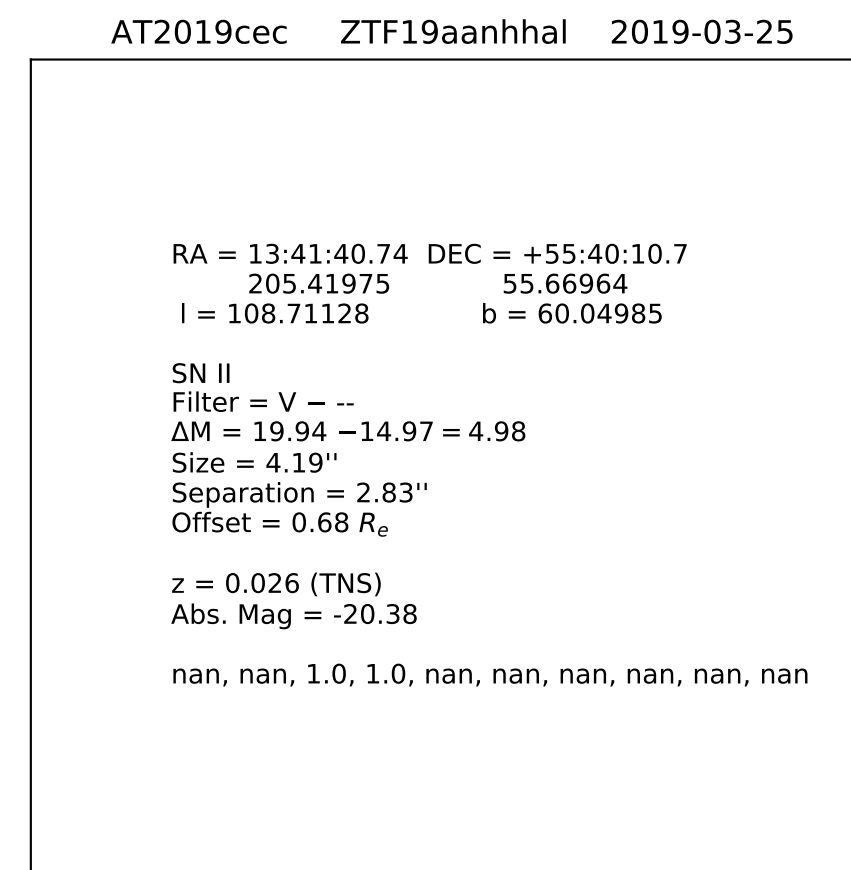 AT2019cec ZTF19aanhhal 2019-03-25
RA = 13:41:40.74 DEC = +55:40:10.7
205.41975 55.66964
l = 108.71128 b = 60.04985
SN II
Filter = V − --
ΔM = 19.94 −14.97 = 4.98
Size = 4.19''
Separation = 2.83''
Offset = 0.68 Re
z = 0.026 (TNS)
Abs. Mag = -20.38
nan, nan, 1.0, 1.0, nan, nan, nan, nan, nan, nan